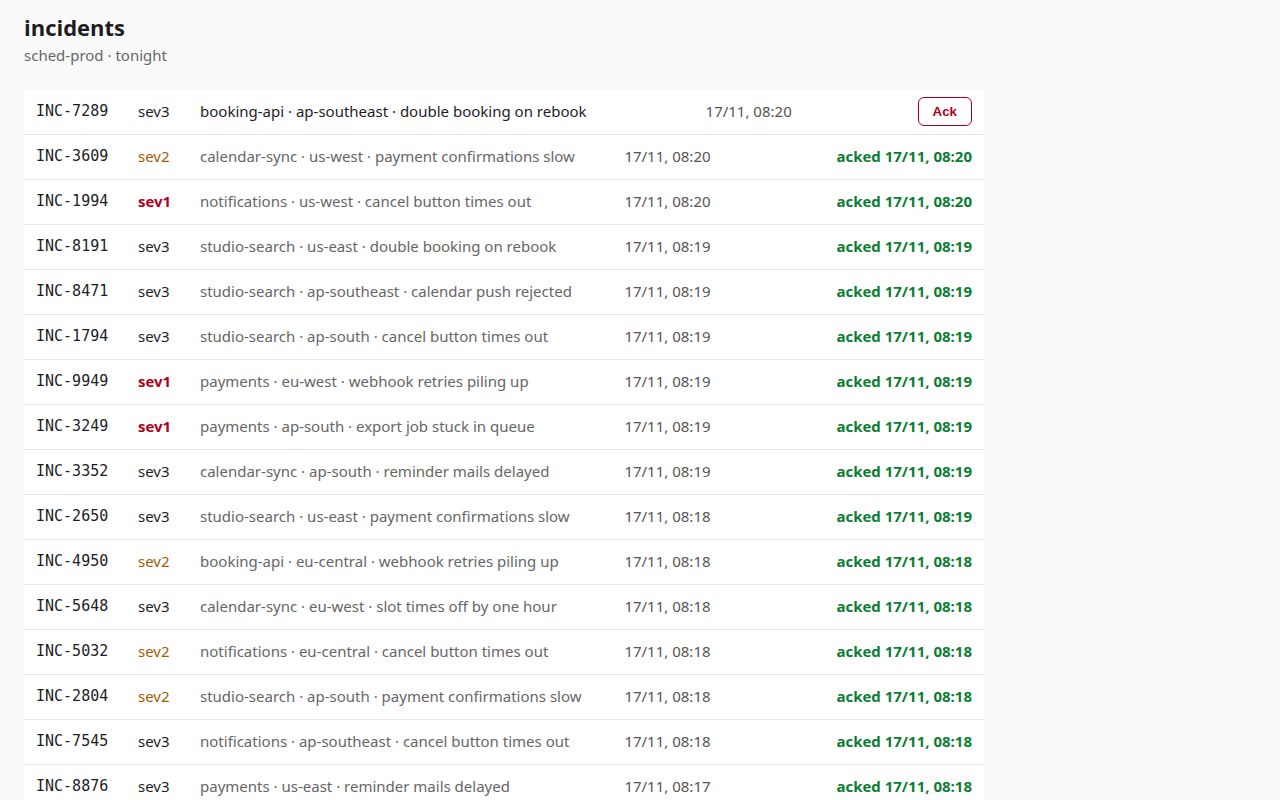 incidents
sched-prod · tonight
INC-7289 sev3 booking-api · ap-southeast · double booking on rebook 17/11, 08:20 Ack
INC-3609 sev2 calendar-sync · us-west · payment confirmations slow 17/11, 08:20 acked 17/11, 08:20
INC-1994 sev1 notifications · us-west · cancel button times out 17/11, 08:20 acked 17/11, 08:20
INC-8191 sev3 studio-search · us-east · double booking on rebook 17/11, 08:19 acked 17/11, 08:19
INC-8471 sev3 studio-search · ap-southeast · calendar push rejected 17/11, 08:19 acked 17/11, 08:19
INC-1794 sev3 studio-search · ap-south · cancel button times out 17/11, 08:19 acked 17/11, 08:19
INC-9949 sev1 payments · eu-west · webhook retries piling up 17/11, 08:19 acked 17/11, 08:19
INC-3249 sev1 payments · ap-south · export job stuck in queue 17/11, 08:19 acked 17/11, 08:19
INC-3352 sev3 calendar-sync · ap-south · reminder mails delayed 17/11, 08:19 acked 17/11, 08:19
INC-2650 sev3 studio-search · us-east · payment confirmations slow 17/11, 08:18 acked 17/11, 08:19
INC-4950 sev2 booking-api · eu-central · webhook retries piling up 17/11, 08:18 acked 17/11, 08:18
INC-5648 sev3 calendar-sync · eu-west · slot times off by one hour 17/11, 08:18 acked 17/11, 08:18
INC-5032 sev2 notifications · eu-central · cancel button times out 17/11, 08:18 acked 17/11, 08:18
INC-2804 sev2 studio-search · ap-south · payment confirmations slow 17/11, 08:18 acked 17/11, 08:18
INC-7545 sev3 notifications · ap-southeast · cancel button times out 17/11, 08:18 acked 17/11, 08:18
INC-8876 sev3 payments · us-east · reminder mails delayed 17/11, 08:17 acked 17/11, 08:18